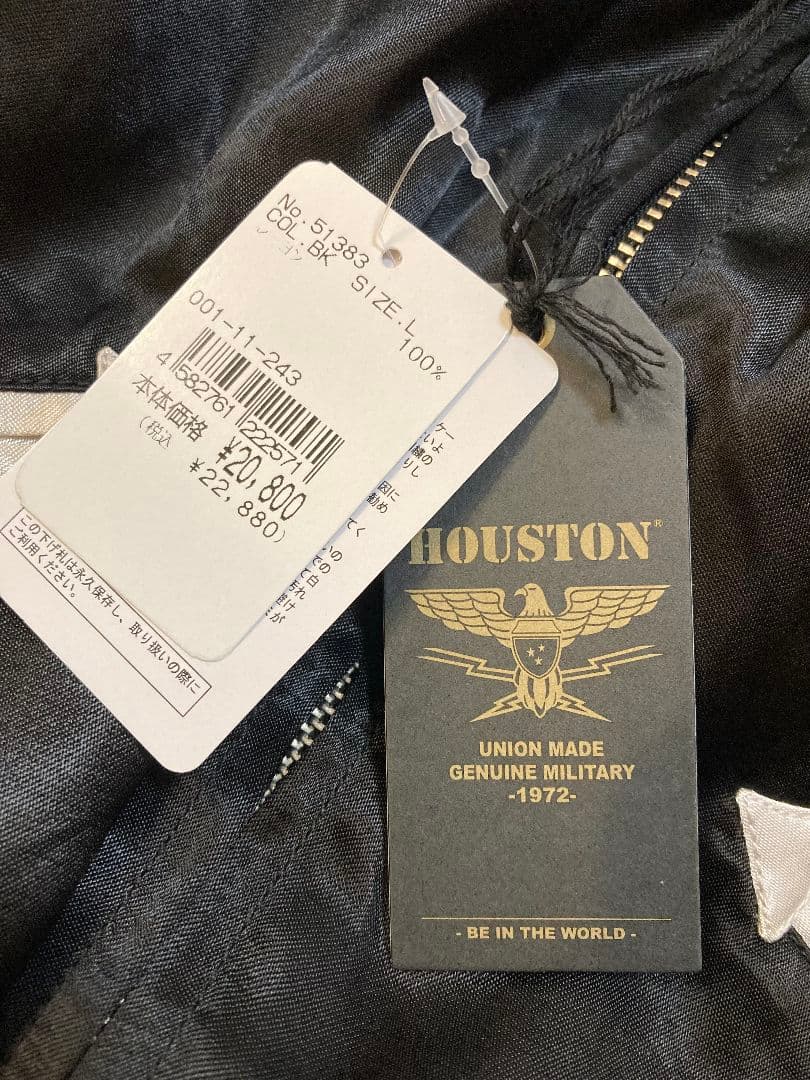 No.51383
COL.BK SIZE.L
100%
001-11-243
4 582761 222571
本体価格 ¥20,800
(税込 ¥22,880)
この下げ札は永久保存し、取り扱いの際に
ご利用ください。
HOUSTON®
UNION MADE
GENUINE MILITARY
-1972-
- BE IN THE WORLD -